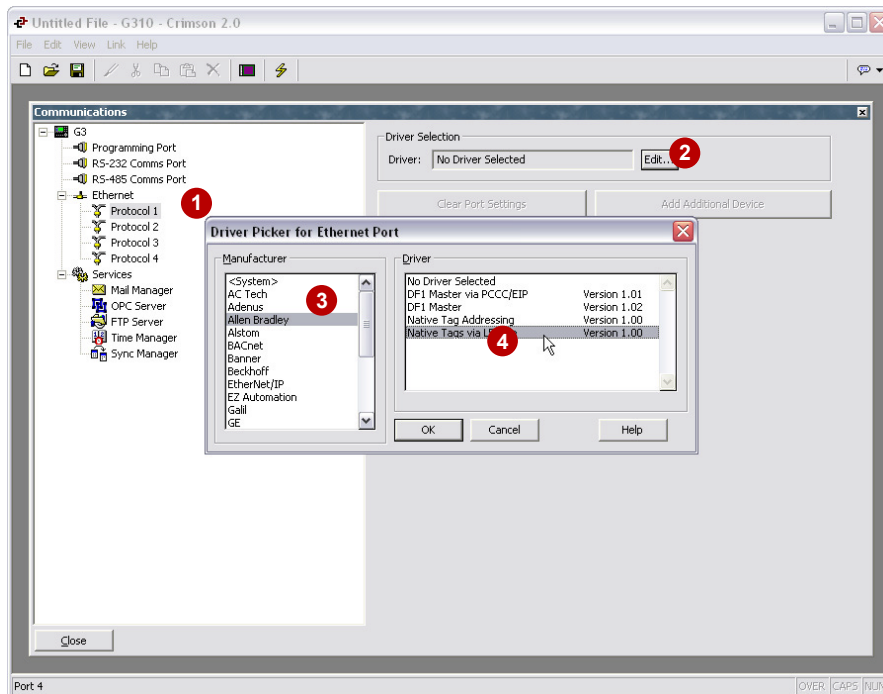 Untitled File - G310 - Crimson 2.0
File Edit View Link Help
Communications
G3
Programming Port
RS-232 Comms Port
RS-485 Comms Port
Ethernet
Protocol 1
Protocol 2
Protocol 3
Protocol 4
Services
Mail Manager
OPC Server
FTP Server
Time Manager
Sync Manager
1
Driver Selection
Driver: No Driver Selected Edit...
2
Clear Port Settings Add Additional Device
Driver Picker for Ethernet Port
Manufacturer
<System>
AC Tech
Adenus
Allen Bradley
Alstom
BACnet
Banner
Beckhoff
EtherNet/IP
EZ Automation
Galil
GE
3
Driver
No Driver Selected
DF1 Master via PCCC/EIP Version 1.01
DF1 Master Version 1.02
Native Tag Addressing Version 1.00
Native Tags via Version 1.00
4
OK Cancel Help
Close
Port 4 OVER CAPS NUM